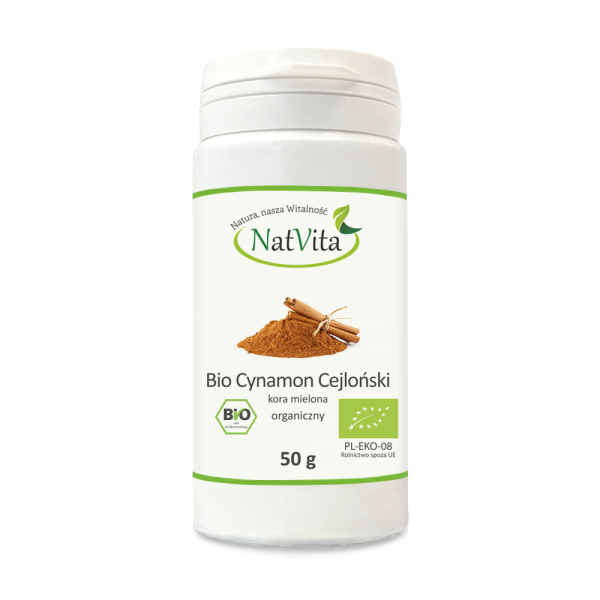 Natura, nasza Witalność
NatVita
Bio Cynamon Cejloński
kora mielona
organiczny
BiO
PL-EKO-08
Rolnictwo spoza UE
50 g